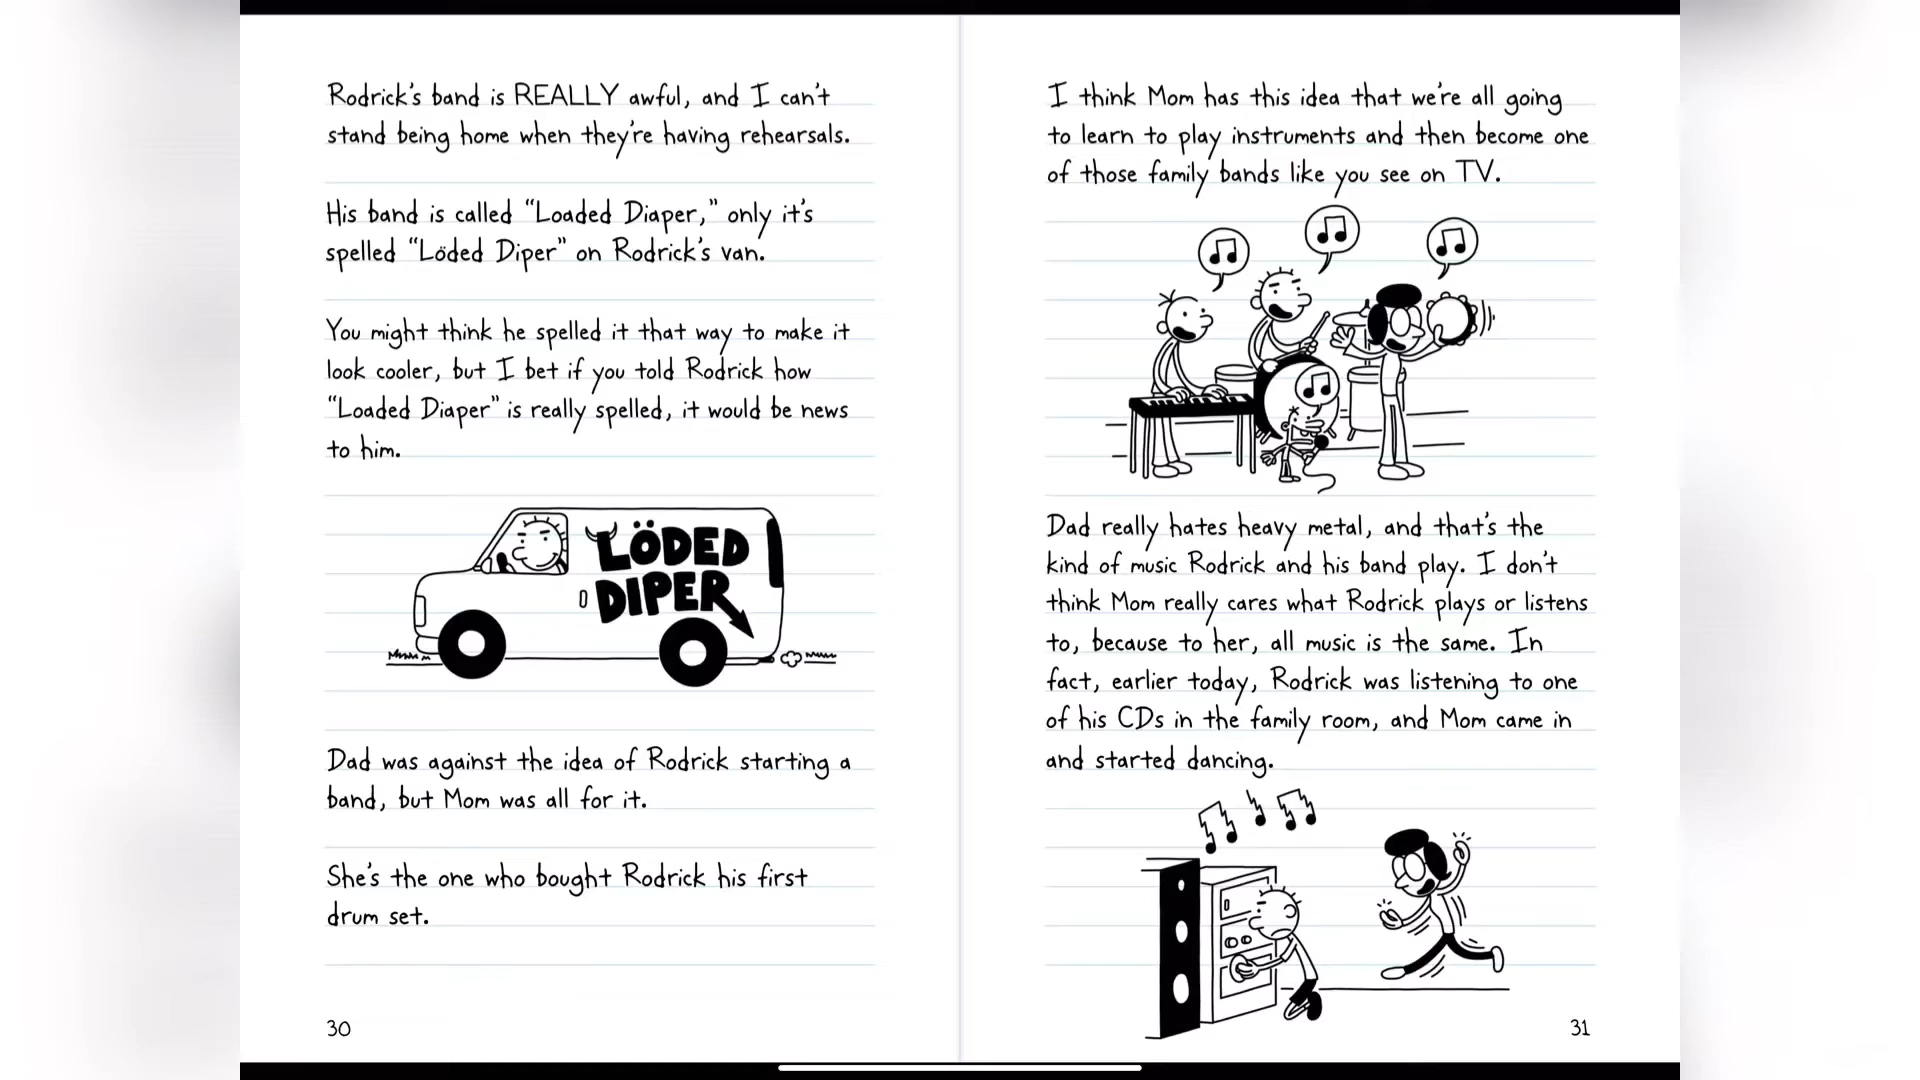 Rodrick's band is REALLY awful, and I can't
stand being home when they're having rehearsals.
His band is called "Loaded Diaper," only it's
spelled "Löded Diper" on Rodrick's van.
You might think he spelled it that way to make it
look cooler, but I bet if you told Rodrick how
"Loaded Diaper" is really spelled, it would be news
to him.
LÖDED
DIPER
Dad was against the idea of Rodrick starting a
band, but Mom was all for it.
She's the one who bought Rodrick his first
drum set.
30
I think Mom has this idea that we're all going
to learn to play instruments and then become one
of those family bands like you see on TV.
Dad really hates heavy metal, and that's the
kind of music Rodrick and his band play. I don't
think Mom really cares what Rodrick plays or listens
to, because to her, all music is the same. In
fact, earlier today, Rodrick was listening to one
of his CDs in the family room, and Mom came in
and started dancing.
31